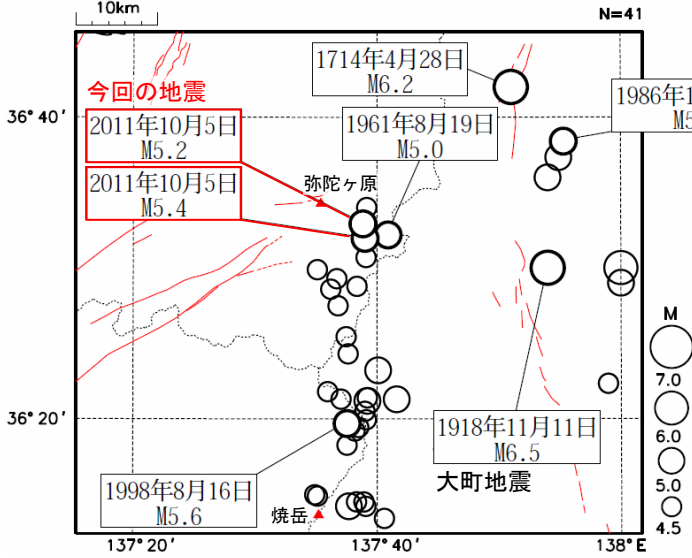 10km
N=41
1714年4月28日
M6.2
今回の地震
36°40′
2011年10月5日
M5.2
1961年8月19日
M5.0
1986年1
M5
弥陀ヶ原
2011年10月5日
M5.4
M
7.0
6.0
5.0
4.5
36°20′
1918年11月11日
M6.5
大町地震
1998年8月16日
M5.6
焼岳
137°20′
137°40′
138°E